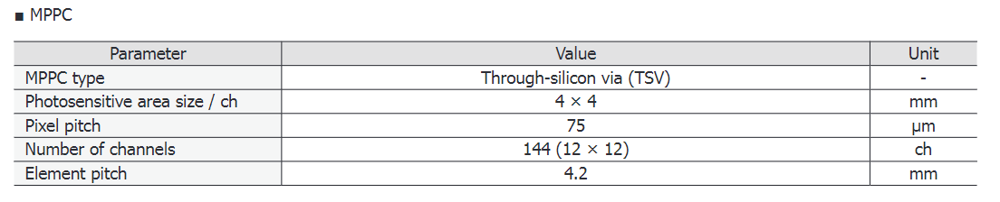 ■ MPPC
Parameter Value Unit
MPPC type Through-silicon via (TSV) -
Photosensitive area size / ch 4 × 4 mm
Pixel pitch 75 μm
Number of channels 144 (12 × 12) ch
Element pitch 4.2 mm